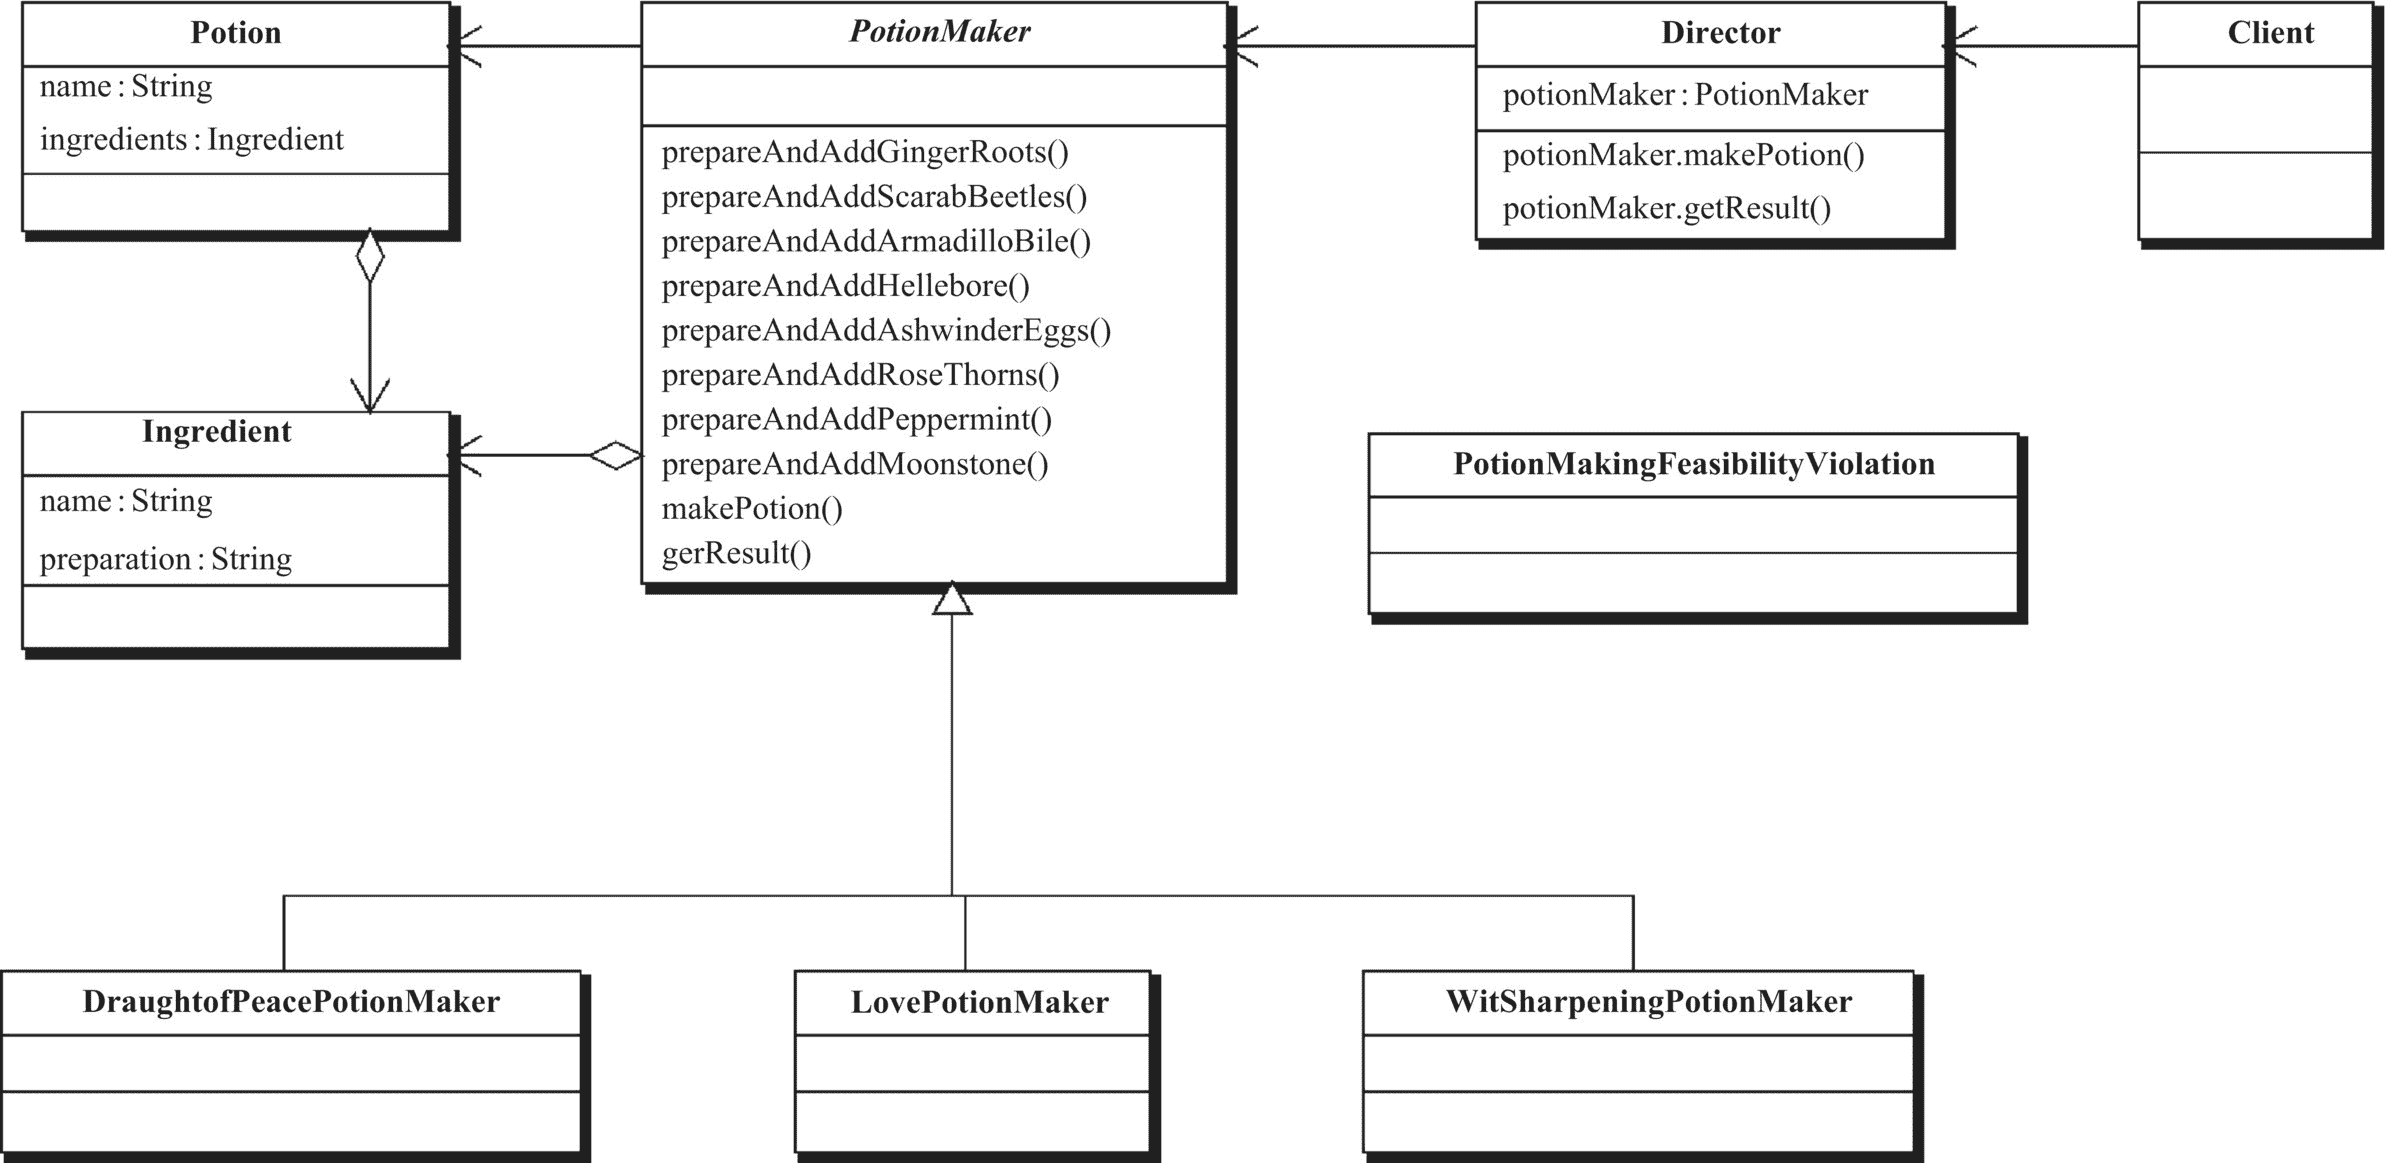 Potion
name : String
ingredients : Ingredient
PotionMaker
prepareAndAddGingerRoots()
prepareAndAddScarabBeetles()
prepareAndAddArmadilloBile()
prepareAndAddHellebore()
prepareAndAddAshwinderEggs()
prepareAndAddRoseThorns()
prepareAndAddPeppermint()
prepareAndAddMoonstone()
makePotion()
gerResult()
Director
potionMaker : PotionMaker
potionMaker.makePotion()
potionMaker.getResult()
Client
Ingredient
name : String
preparation : String
PotionMakingFeasibilityViolation
DraughtofPeacePotionMaker
LovePotionMaker
WitSharpeningPotionMaker